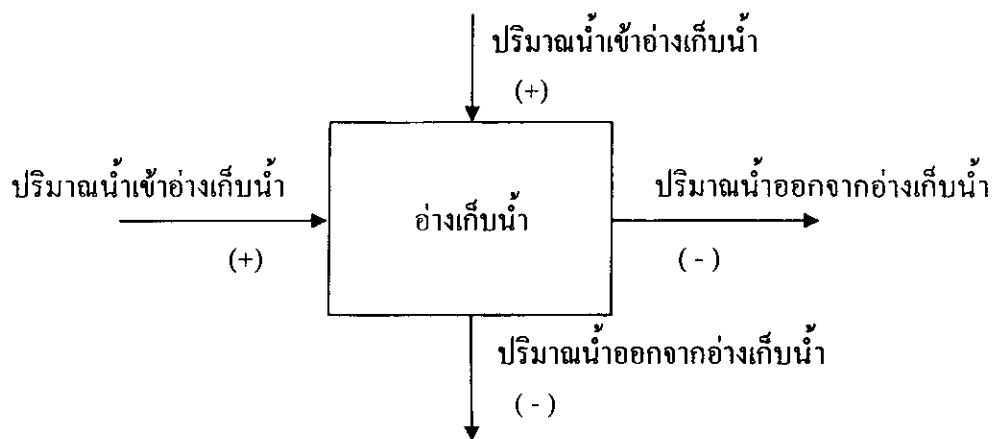 ปริมาณน้ำเข้าอ่างเก็บน้ำ
(+)
ปริมาณน้ำเข้าอ่างเก็บน้ำ
(+)
อ่างเก็บน้ำ
ปริมาณน้ำออกจากอ่างเก็บน้ำ
( - )
ปริมาณน้ำออกจากอ่างเก็บน้ำ
( - )